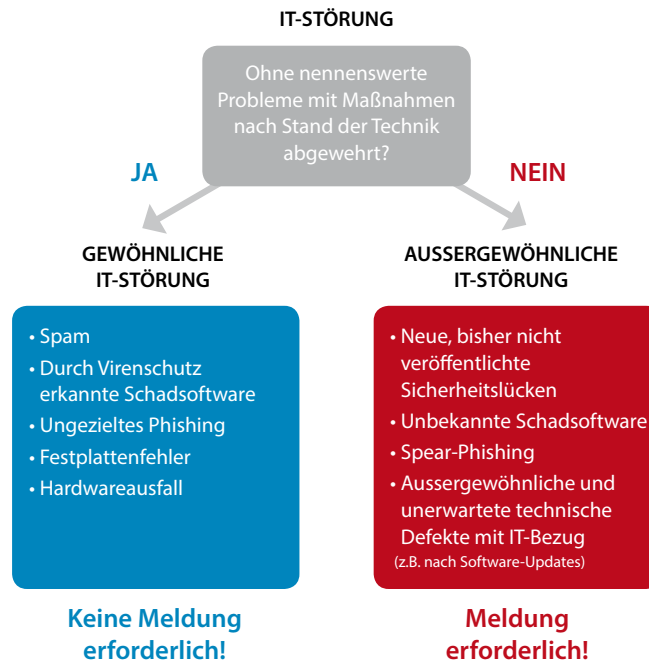 IT-STÖRUNG
Ohne nennenswerte
Probleme mit Maßnahmen
nach Stand der Technik
abgewehrt?
JA
NEIN
GEWÖHNLICHE
IT-STÖRUNG
• Spam
• Durch Virenschutz
erkannte Schadsoftware
• Ungezieltes Phishing
• Festplattenfehler
• Hardwareausfall
Keine Meldung
erforderlich!
AUSSERGEWÖHNLICHE
IT-STÖRUNG
• Neue, bisher nicht
veröffentlichte
Sicherheitslücken
• Unbekannte Schadsoftware
• Spear-Phishing
• Aussergewöhnliche und
unerwartete technische
Defekte mit IT-Bezug
(z.B. nach Software-Updates)
Meldung
erforderlich!